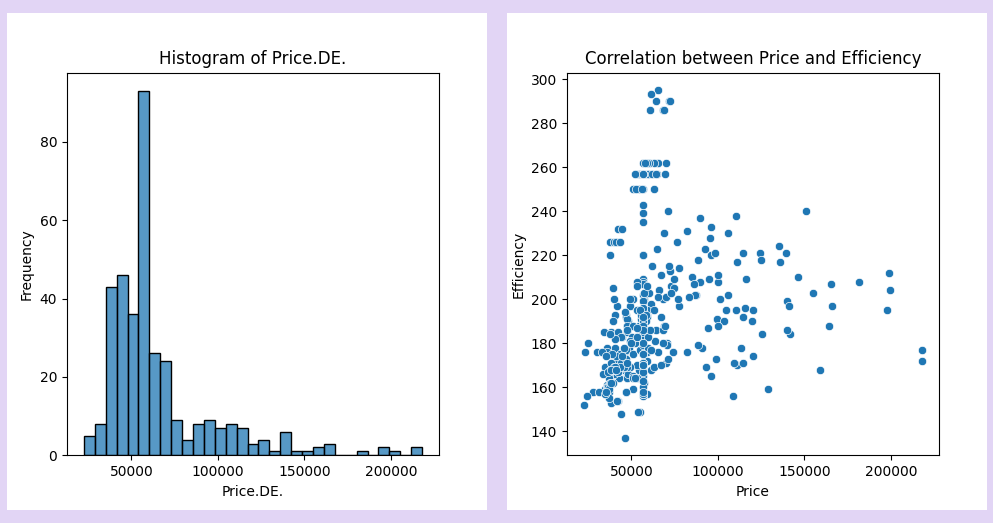 Histogram of Price.DE.
Frequency
80
60
40
20
0
50000 100000 150000 200000
Price.DE.
Correlation between Price and Efficiency
Efficiency
300
280
260
240
220
200
180
160
140
50000 100000 150000 200000
Price